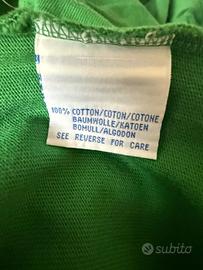 100% COTTON/COTON/COTONE
BAUMWOLLE/KATOEN
BOMULL/ALGODON
SEE REVERSE FOR CARE
subito